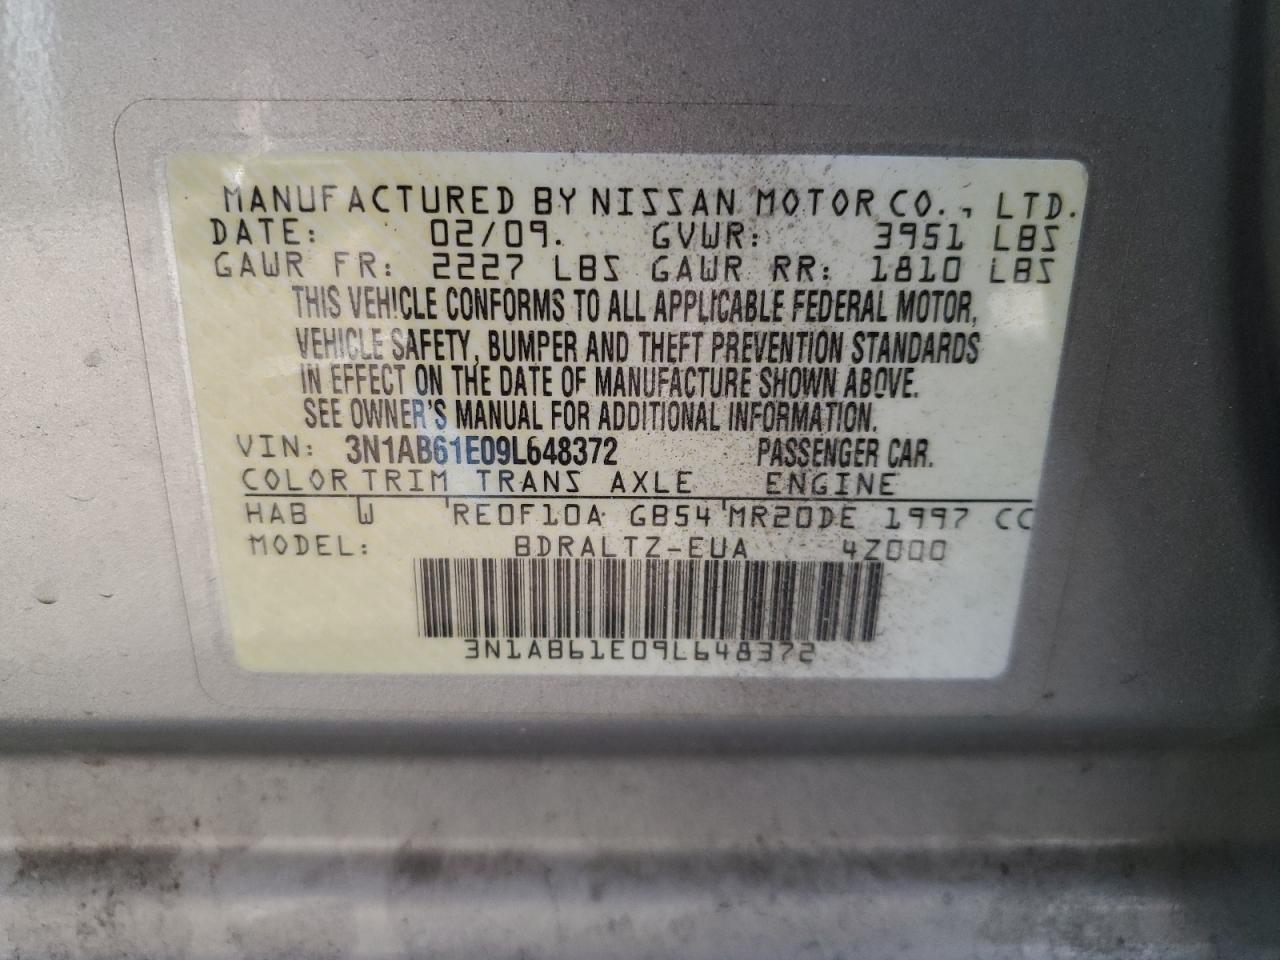 MANUFACTURED BY NISSAN MOTOR CO., LTD.
DATE: 02/09. GVWR: 3951 LBS
GAWR FR: 2227 LBS GAWR RR: 1810 LBS
THIS VEHICLE CONFORMS TO ALL APPLICABLE FEDERAL MOTOR,
VEHICLE SAFETY, BUMPER AND THEFT PREVENTION STANDARDS
IN EFFECT ON THE DATE OF MANUFACTURE SHOWN ABOVE.
SEE OWNER'S MANUAL FOR ADDITIONAL INFORMATION.
VIN: 3N1AB61E09L648372 PASSENGER CAR.
COLOR TRIM TRANS AXLE ENGINE
HAB W 'RE0F10A GB54'MR20DE 1997 CC
MODEL: BDRALTZ-EUA 4Z000
3N1AB61E09L648372